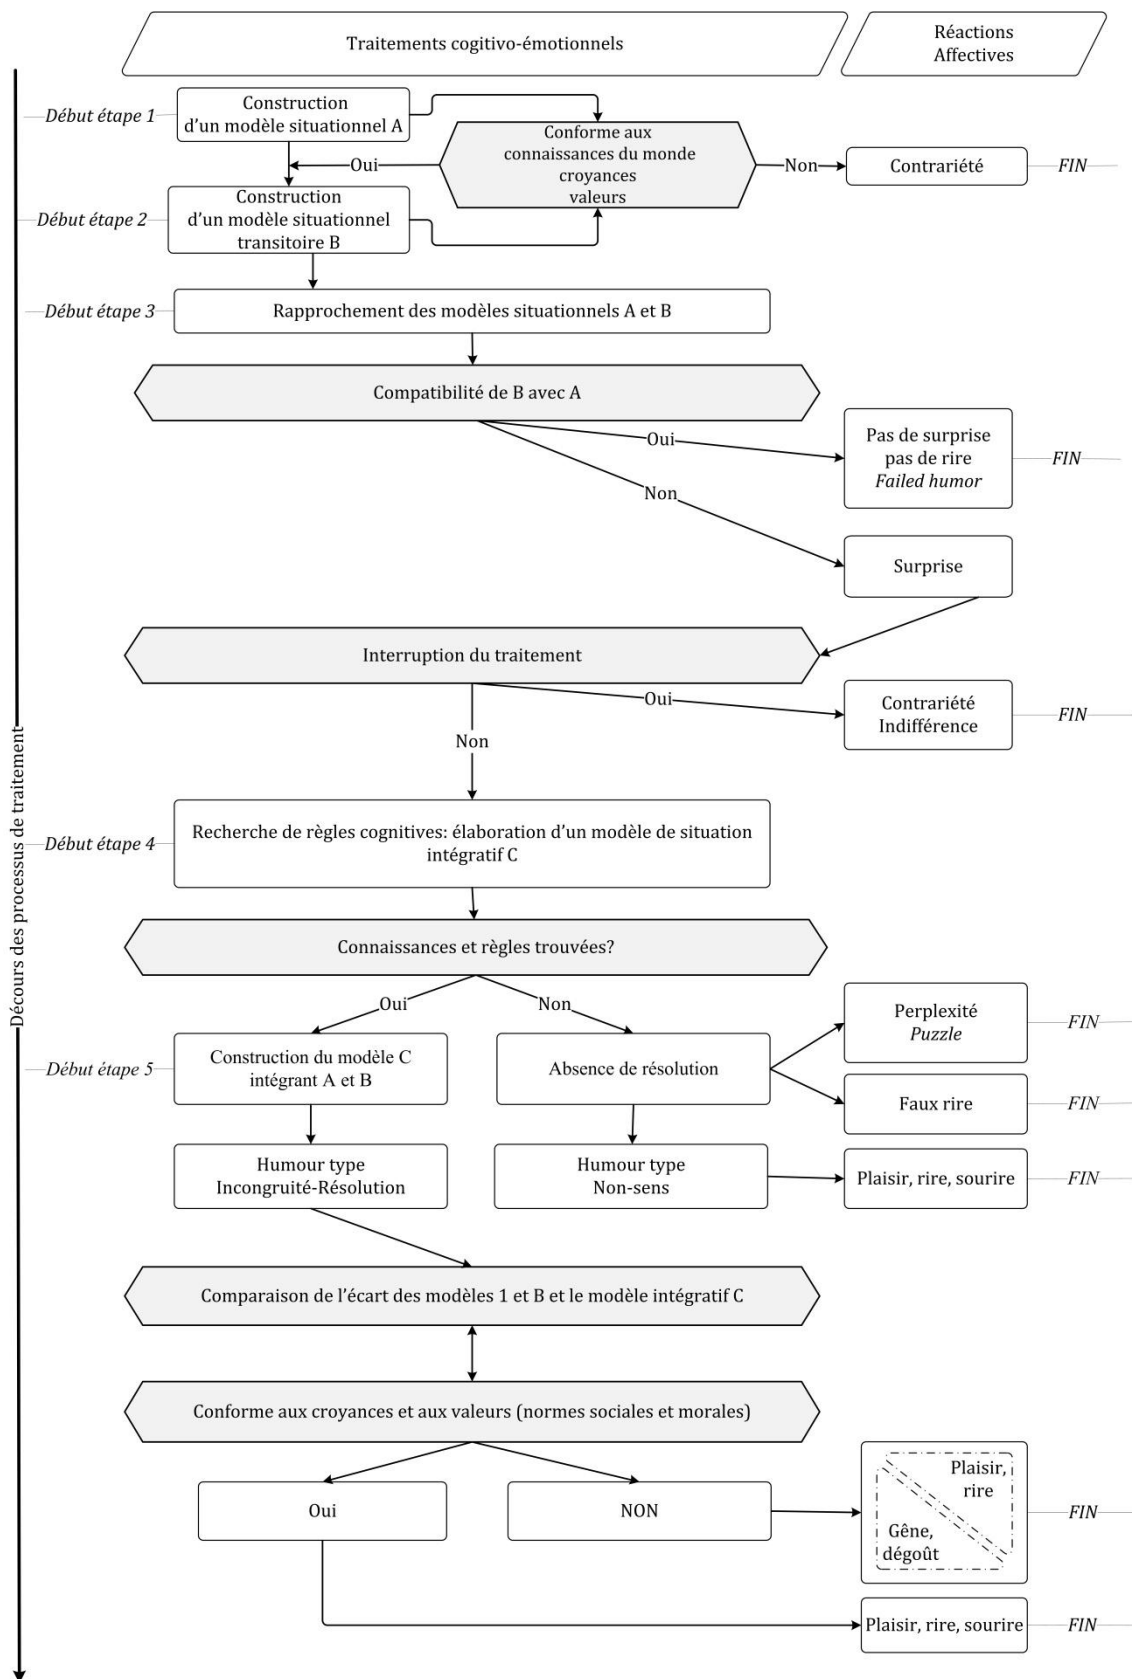 Traitements cogitivo-émotionnels
Réactions
Affectives
Décours des processus de traitement
Début étape 1
Construction
d'un modèle situationnel A
Conforme aux
connaissances du monde
croyances
valeurs
Oui
Non
Contrariété
FIN
Début étape 2
Construction
d'un modèle situationnel
transitoire B
Début étape 3
Rapprochement des modèles situationnels A et B
Compatibilité de B avec A
Oui
Pas de surprise
pas de rire
Failed humor
FIN
Non
Surprise
Interruption du traitement
Oui
Contrariété
Indifférence
FIN
Non
Début étape 4
Recherche de règles cognitives: élaboration d'un modèle de situation
intégratif C
Connaissances et règles trouvées?
Oui
Non
Perplexité
Puzzle
FIN
Début étape 5
Construction du modèle C
intégrant A et B
Absence de résolution
Faux rire
FIN
Humour type
Incongruité-Résolution
Humour type
Non-sens
Plaisir, rire, sourire
FIN
Comparaison de l'écart des modèles 1 et B et le modèle intégratif C
Conforme aux croyances et aux valeurs (normes sociales et morales)
Oui
NON
Plaisir,
rire
Gêne,
dégoût
FIN
Plaisir, rire, sourire
FIN